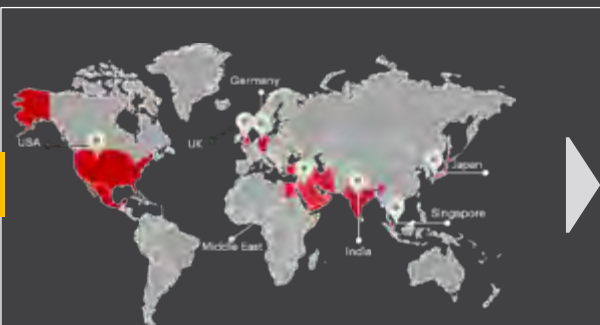 Germany
USA
UK
Japan
Singapore
Middle East
India